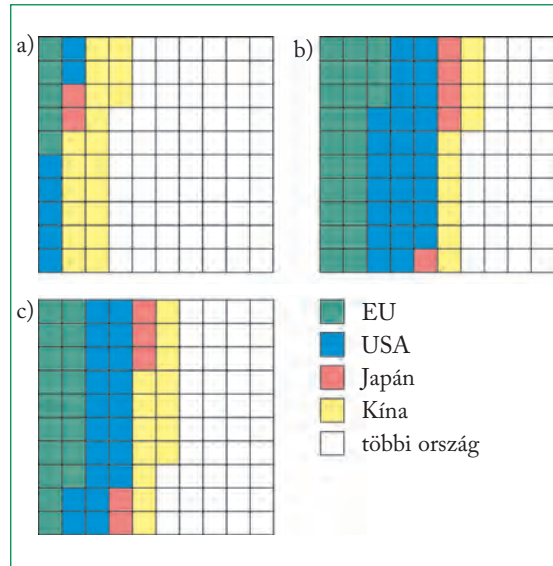 a)
b)
c)
EU
USA
Japán
Kína
többi ország